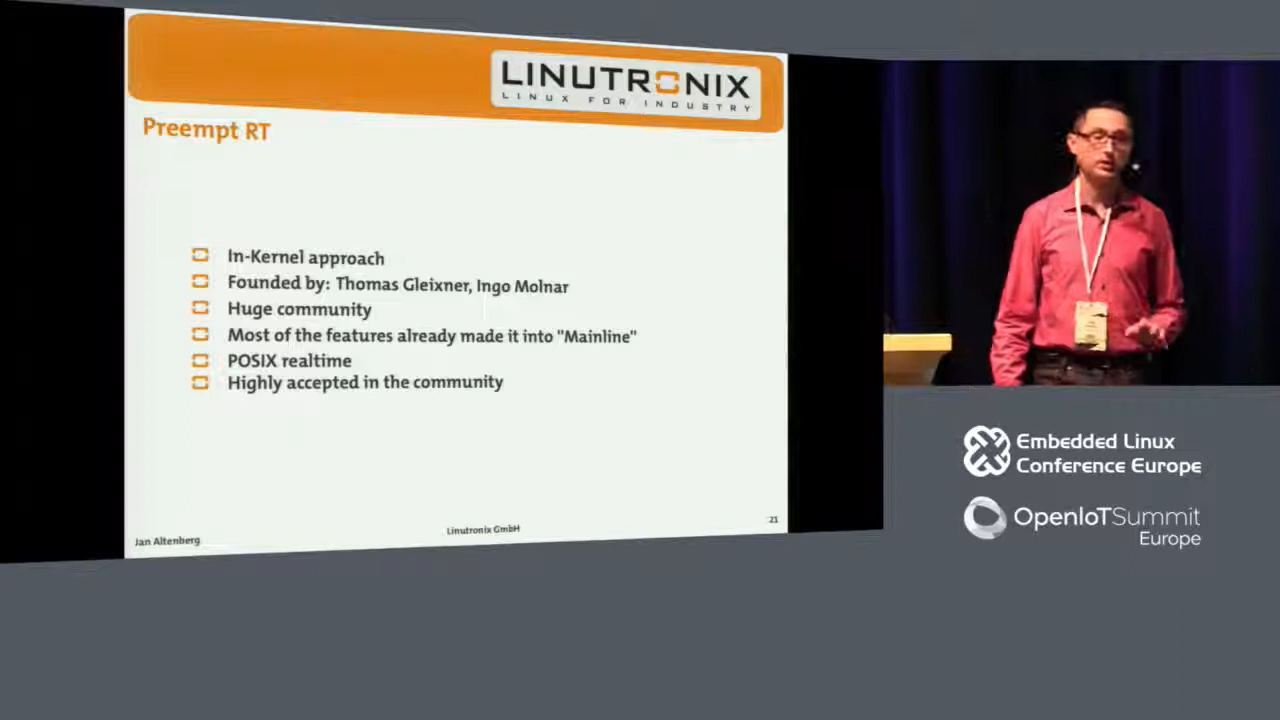 LINUTRONIX
LINUX FOR INDUSTRY
Preempt RT
In-Kernel approach
Founded by: Thomas Gleixner, Ingo Molnar
Huge community
Most of the features already made it into "Mainline"
POSIX realtime
Highly accepted in the community
Jan Altenberg
Linutronix GmbH
21
Embedded Linux
Conference Europe
OpenIoTSummit
Europe